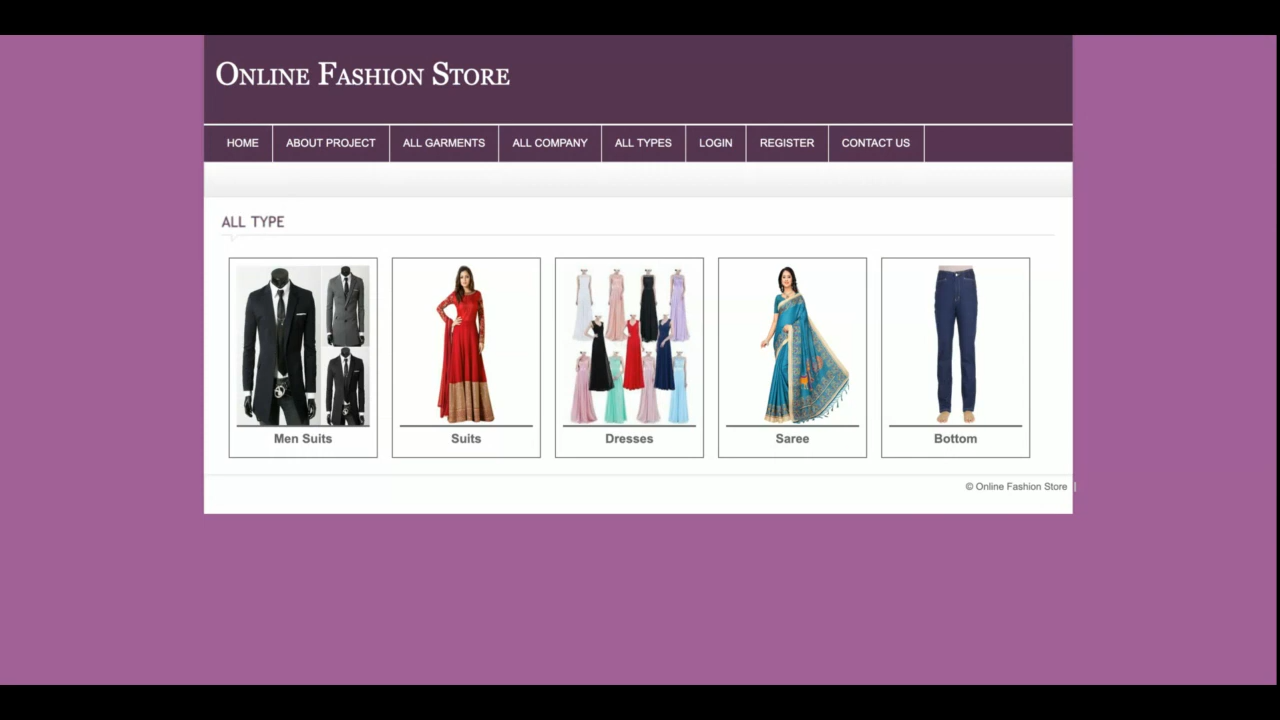 Online Fashion Store
HOME ABOUT PROJECT ALL GARMENTS ALL COMPANY ALL TYPES LOGIN REGISTER CONTACT US
ALL TYPE
Men Suits Suits Dresses Saree Bottom
© Online Fashion Store |